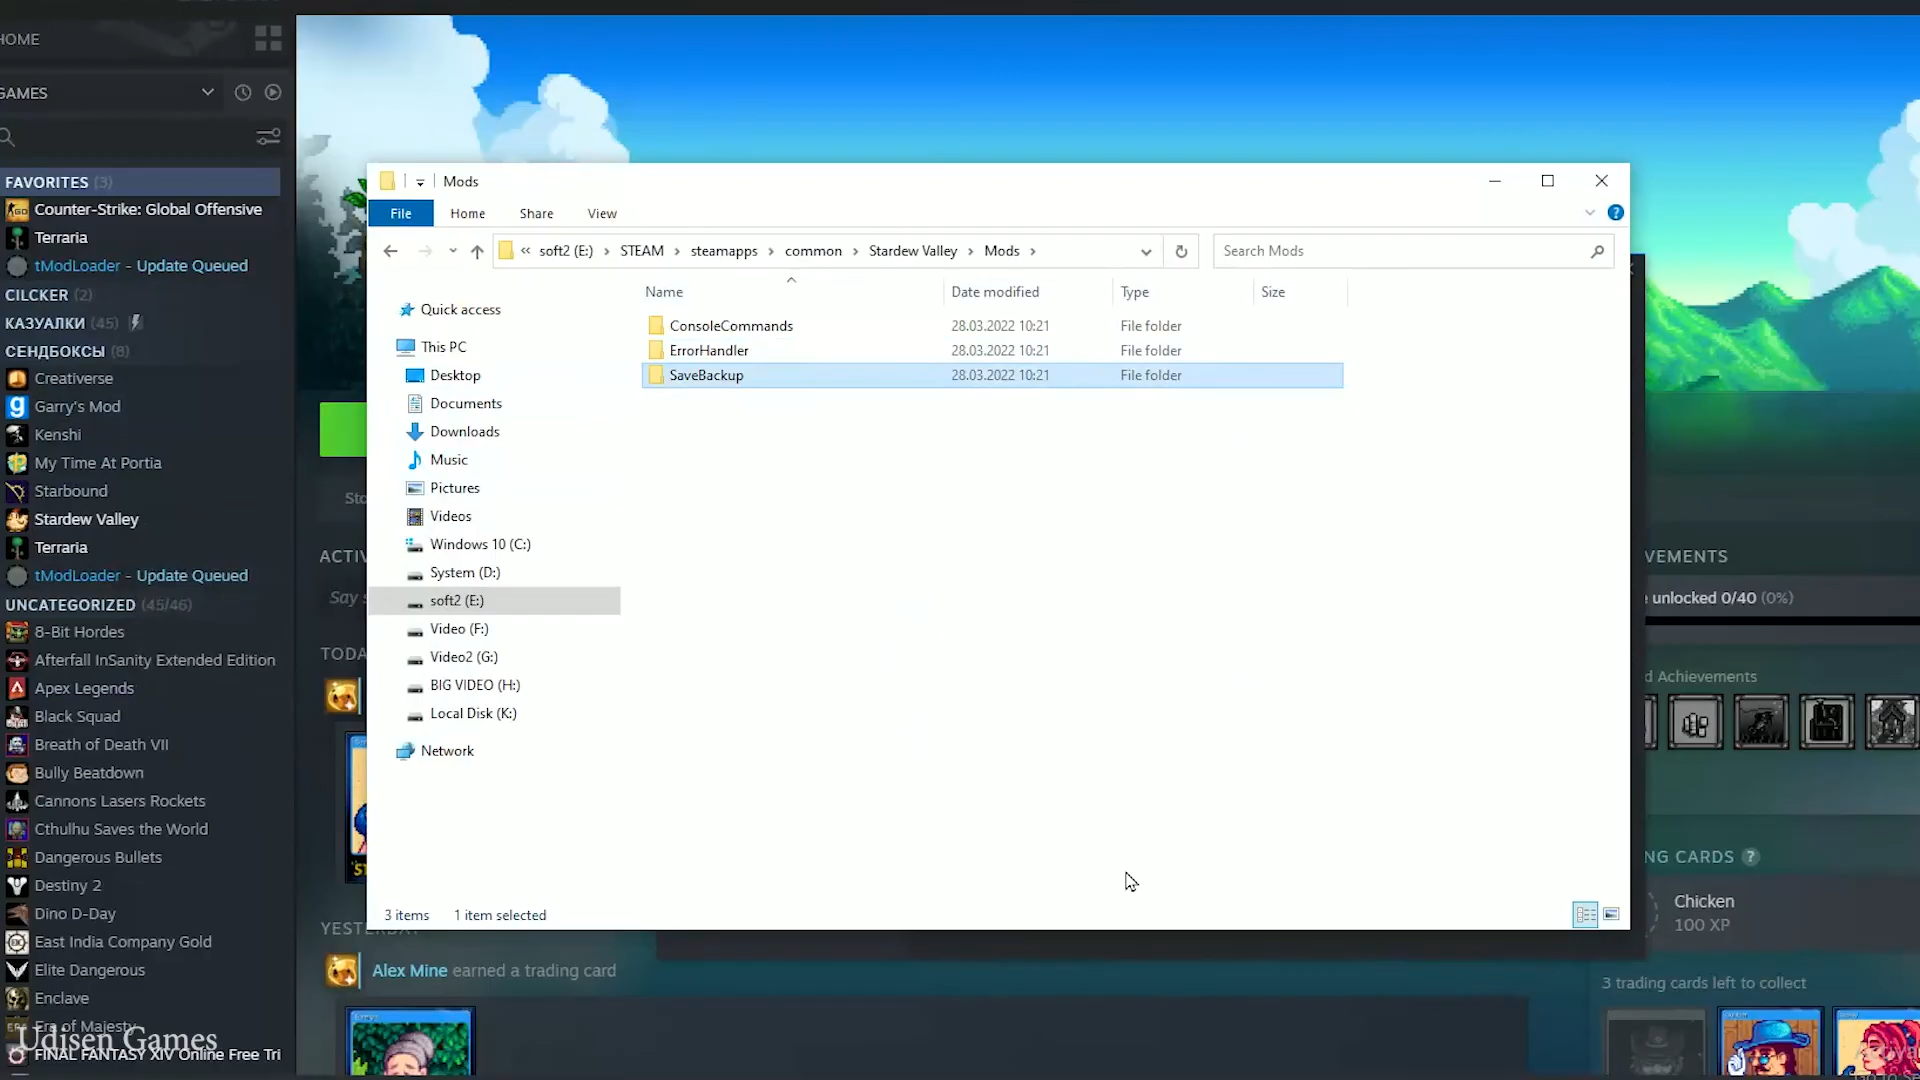 HOME
GAMES
FAVORITES (3)
Counter-Strike: Global Offensive
Terraria
tModLoader - Update Queued
CILCKER (2)
КАЗУАЛКИ (45)
СЕНДБОКСЫ (8)
Creativerse
Garry's Mod
Kenshi
My Time At Portia
Starbound
Stardew Valley
Terraria
tModLoader - Update Queued
UNCATEGORIZED (45/46)
8-Bit Hordes
Afterfall InSanity Extended Edition
Apex Legends
Black Squad
Breath of Death VII
Bully Beatdown
Cannons Lasers Rockets
Cthulhu Saves the World
Dangerous Bullets
Destiny 2
Dino D-Day
East India Company Gold
Elite Dangerous
Enclave
Era of Majesty
FINAL FANTASY XIV Online Free Tri
Udisen Games
Mods
File Home Share View
« soft2 (E:) › STEAM › steamapps › common › Stardew Valley › Mods ›
Search Mods
Name Date modified Type Size
ConsoleCommands 28.03.2022 10:21 File folder
ErrorHandler 28.03.2022 10:21 File folder
SaveBackup 28.03.2022 10:21 File folder
Quick access
This PC
Desktop
Documents
Downloads
Music
Pictures
Videos
Windows 10 (C:)
System (D:)
soft2 (E:)
Video (F:)
Video2 (G:)
BIG VIDEO (H:)
Local Disk (K:)
Network
3 items 1 item selected
Sto
ACTIV
Say s
TODA
YESTERDAY
Alex Mine earned a trading card
VEMENTS
e unlocked 0/40 (0%)
d Achievements
NG CARDS ?
Chicken
100 XP
3 trading cards left to collect